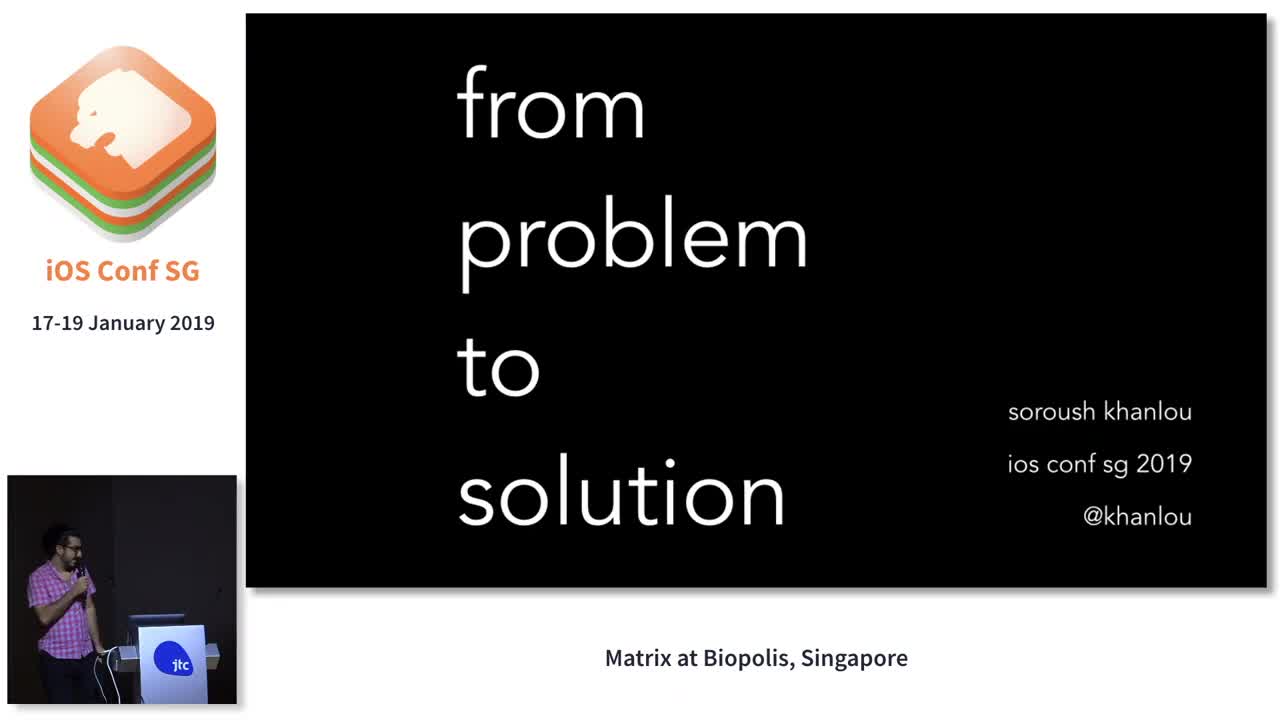 iOS Conf SG
17-19 January 2019
from
problem
to
solution
soroush khanlou
ios conf sg 2019
@khanlou
jtc
Matrix at Biopolis, Singapore